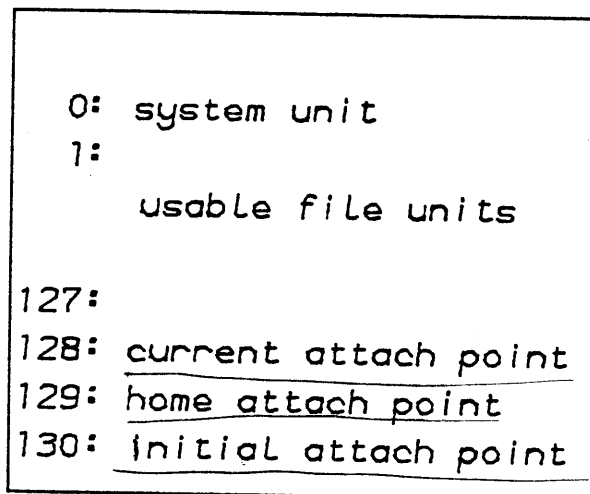 0: system unit
1:
usable file units
127:
128: current attach point
129: home attach point
130: initial attach point